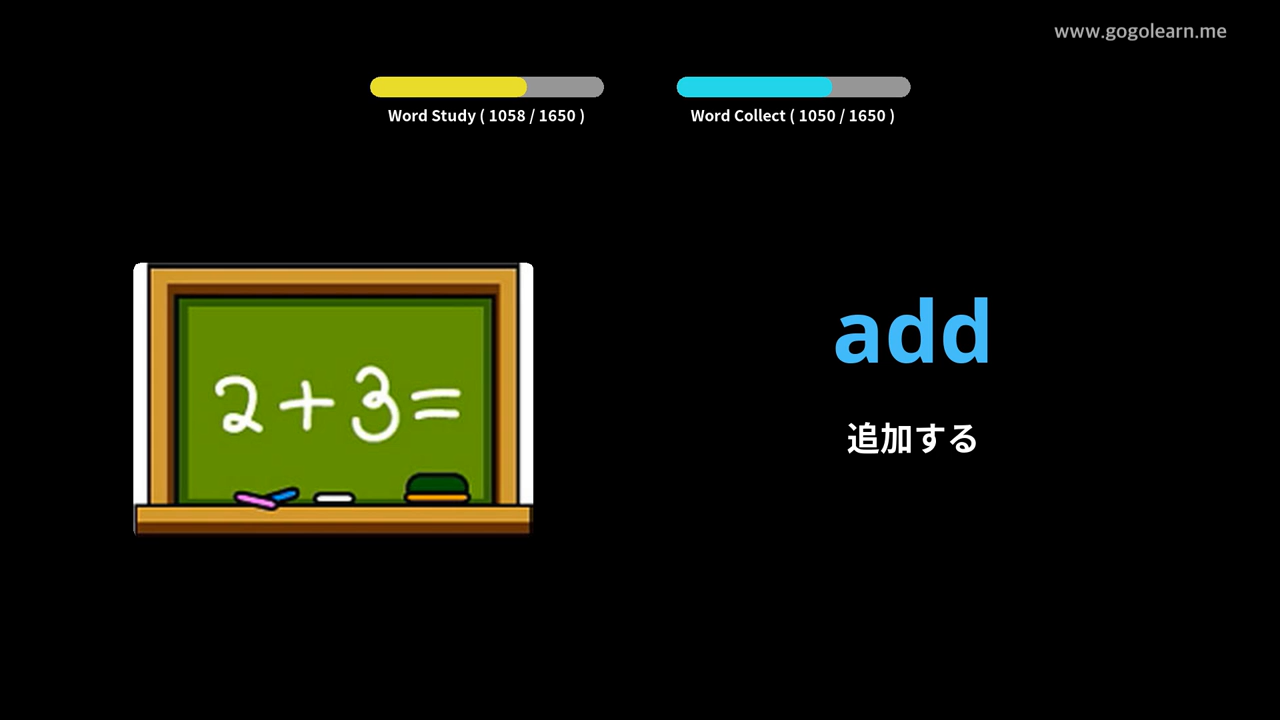 www.gogolearn.me
Word Study ( 1058 / 1650 )
Word Collect ( 1050 / 1650 )
2+3=
add
追加する